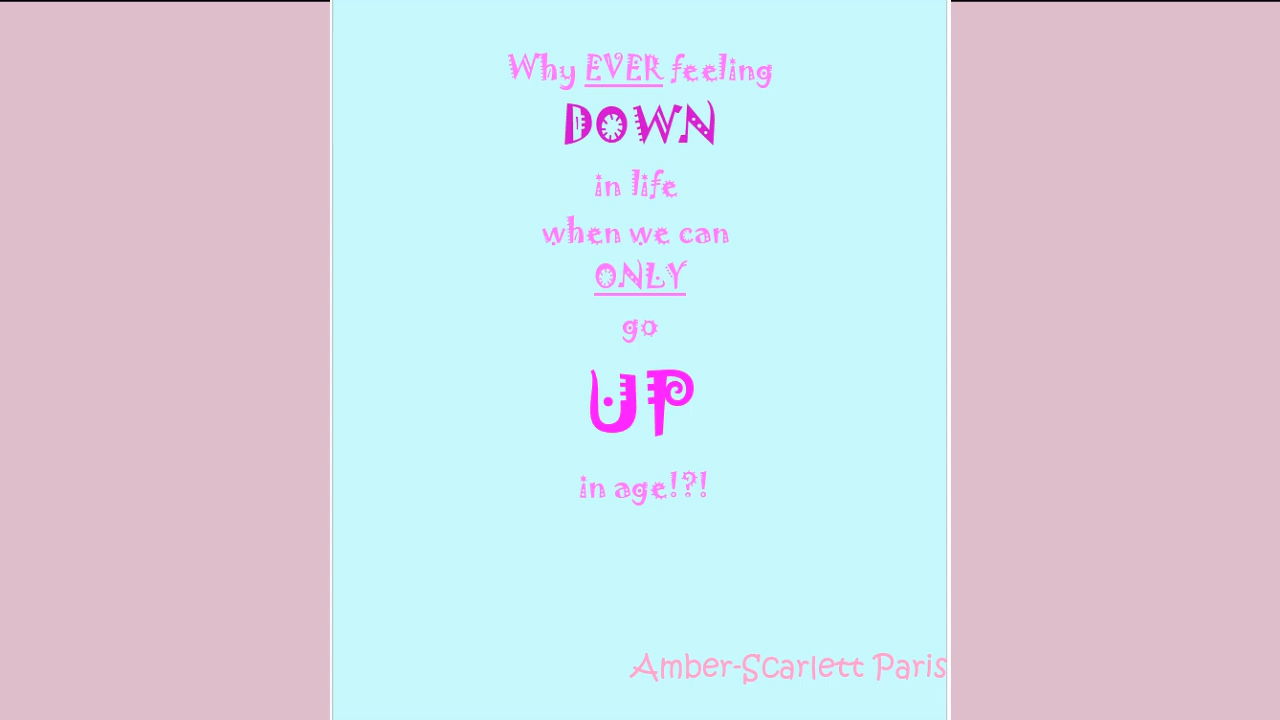 Why EVER feeling
DOWN
in life
when we can
ONLY
go
UP
in age!?!
Amber-Scarlett Paris